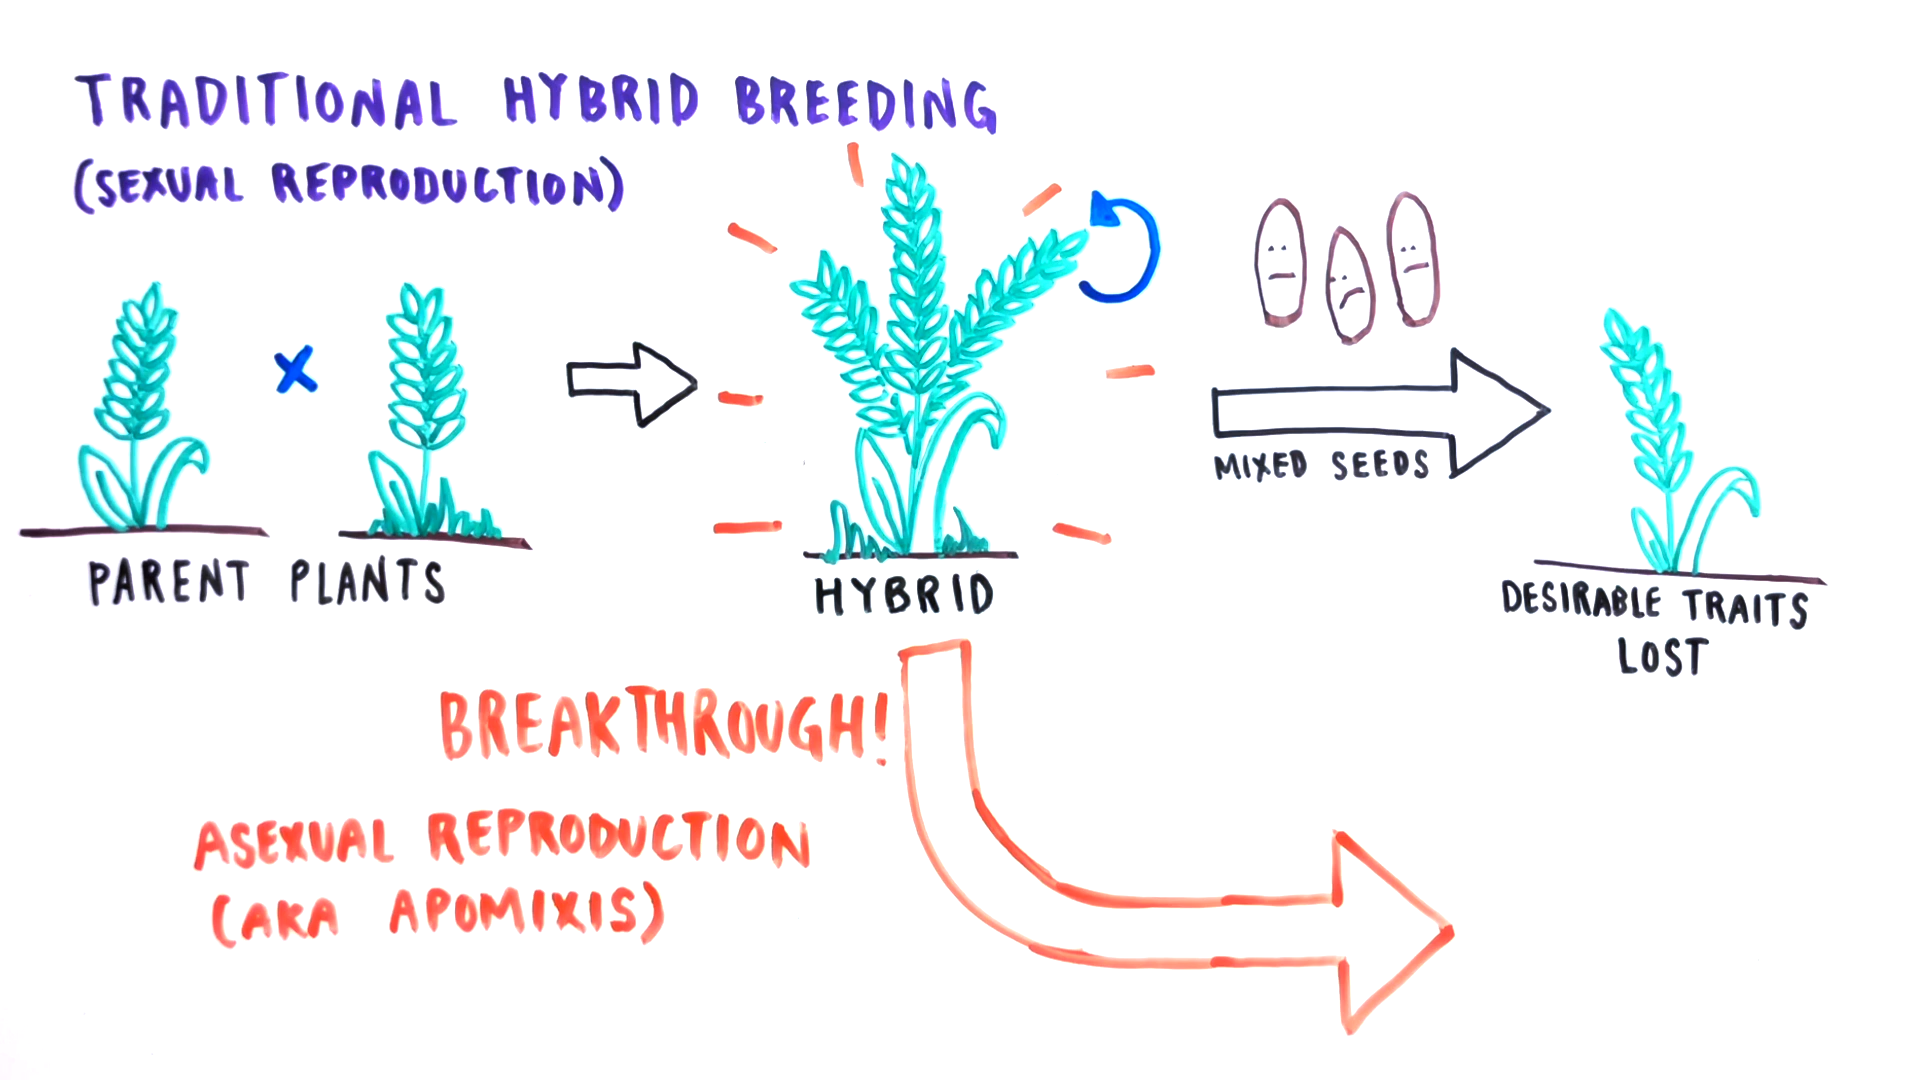 TRADITIONAL HYBRID BREEDING
(SEXUAL REPRODUCTION)
PARENT PLANTS
HYBRID
MIXED SEEDS
DESIRABLE TRAITS
LOST
BREAKTHROUGH!
ASEXUAL REPRODUCTION
(AKA APOMIXIS)